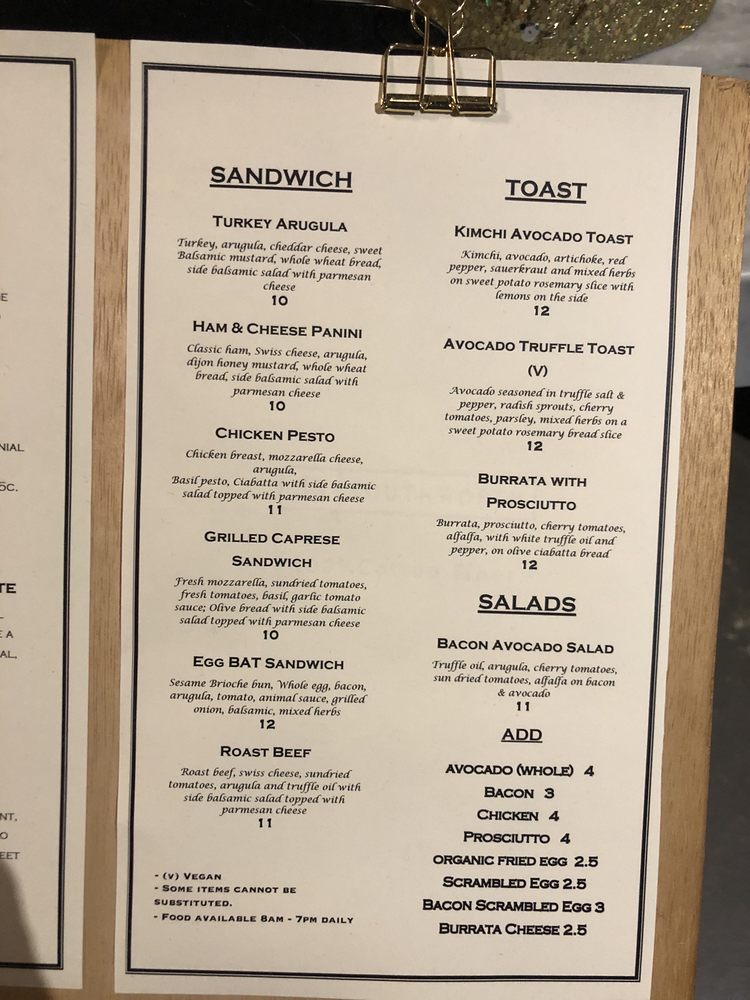 SANDWICH
TURKEY ARUGULA
Turkey, arugula, cheddar cheese, sweet
Balsamic mustard, whole wheat bread,
side balsamic salad with parmesan
cheese
10
HAM & CHEESE PANINI
Classic ham, Swiss cheese, arugula,
dijon honey mustard, whole wheat
bread, side balsamic salad with
parmesan cheese
10
CHICKEN PESTO
Chicken breast, mozzarella cheese,
arugula,
Basil pesto, Ciabatta with side balsamic
salad topped with parmesan cheese
11
GRILLED CAPRESE
SANDWICH
Fresh mozzarella, sundried tomatoes,
fresh tomatoes, basil, garlic tomato
sauce; Olive bread with side balsamic
salad topped with parmesan cheese
10
EGG BAT SANDWICH
Sesame Brioche bun, Whole egg, bacon,
arugula, tomato, animal sauce, grilled
onion, balsamic, mixed herbs
12
ROAST BEEF
Roast beef, swiss cheese, sundried
tomatoes, arugula and truffle oil with
side balsamic salad topped with
parmesan cheese
11
- (V) VEGAN
- SOME ITEMS CANNOT BE
SUBSTITUTED.
- FOOD AVAILABLE 8AM - 7PM DAILY
TOAST
KIMCHI AVOCADO TOAST
Kimchi, avocado, artichoke, red
pepper, sauerkraut and mixed herbs
on sweet potato rosemary slice with
lemons on the side
12
AVOCADO TRUFFLE TOAST
(V)
Avocado seasoned in truffle salt &
pepper, radish sprouts, cherry
tomatoes, parsley, mixed herbs on a
sweet potato rosemary bread slice
12
BURRATA WITH
PROSCIUTTO
Burrata, prosciutto, cherry tomatoes,
alfalfa, with white truffle oil and
pepper, on olive ciabatta bread
12
SALADS
BACON AVOCADO SALAD
Truffle oil, arugula, cherry tomatoes,
sun dried tomatoes, alfalfa on bacon
& avocado
11
ADD
AVOCADO (WHOLE) 4
BACON 3
CHICKEN 4
PROSCIUTTO 4
ORGANIC FRIED EGG 2.5
SCRAMBLED EGG 2.5
BACON SCRAMBLED EGG 3
BURRATA CHEESE 2.5